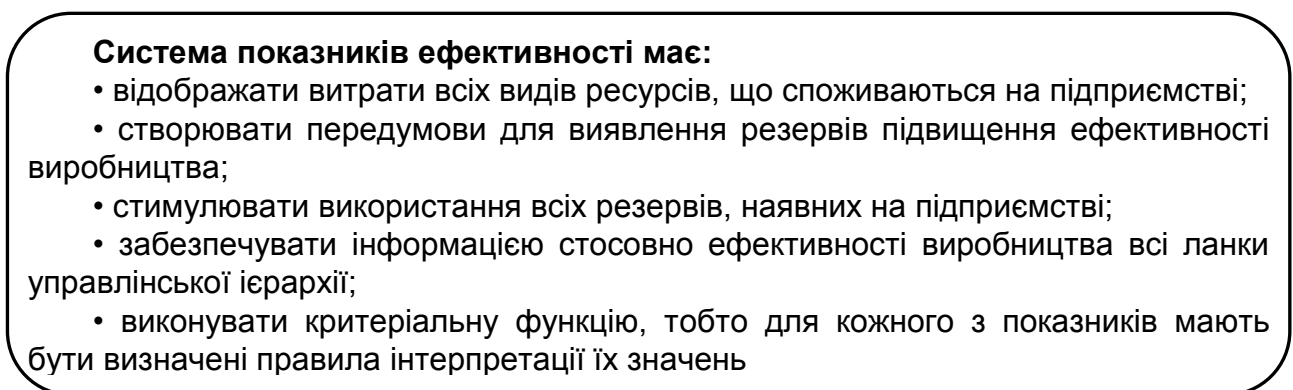 Система показників ефективності має:
• відображати витрати всіх видів ресурсів, що споживаються на підприємстві;
• створювати передумови для виявлення резервів підвищення ефективності
виробництва;
• стимулювати використання всіх резервів, наявних на підприємстві;
• забезпечувати інформацією стосовно ефективності виробництва всі ланки
управлінської ієрархії;
• виконувати критеріальну функцію, тобто для кожного з показників мають
бути визначені правила інтерпретації їх значень